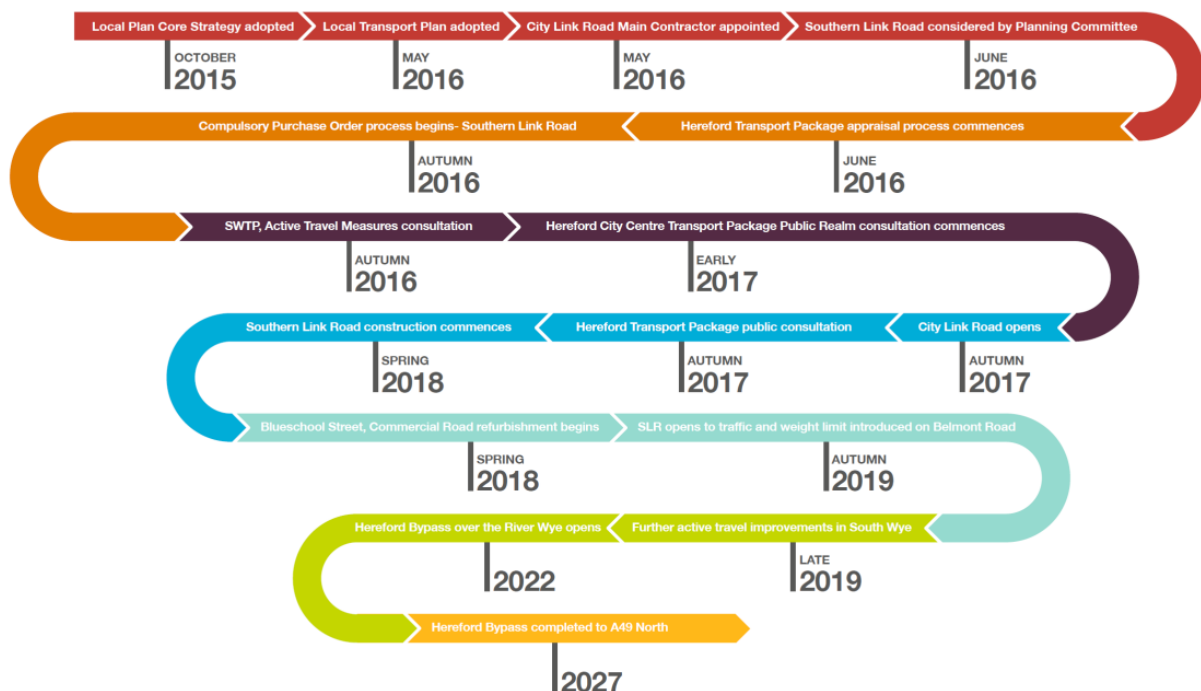 Local Plan Core Strategy adopted
OCTOBER
2015
Local Transport Plan adopted
MAY
2016
City Link Road Main Contractor appointed
MAY
2016
Southern Link Road considered by Planning Committee
JUNE
2016
Hereford Transport Package appraisal process commences
JUNE
2016
Compulsory Purchase Order process begins- Southern Link Road
AUTUMN
2016
SWTP, Active Travel Measures consultation
AUTUMN
2016
Hereford City Centre Transport Package Public Realm consultation commences
EARLY
2017
City Link Road opens
AUTUMN
2017
Hereford Transport Package public consultation
AUTUMN
2017
Southern Link Road construction commences
SPRING
2018
Blueschool Street, Commercial Road refurbishment begins
SPRING
2018
SLR opens to traffic and weight limit introduced on Belmont Road
AUTUMN
2019
Further active travel improvements in South Wye
LATE
2019
Hereford Bypass over the River Wye opens
2022
Hereford Bypass completed to A49 North
2027